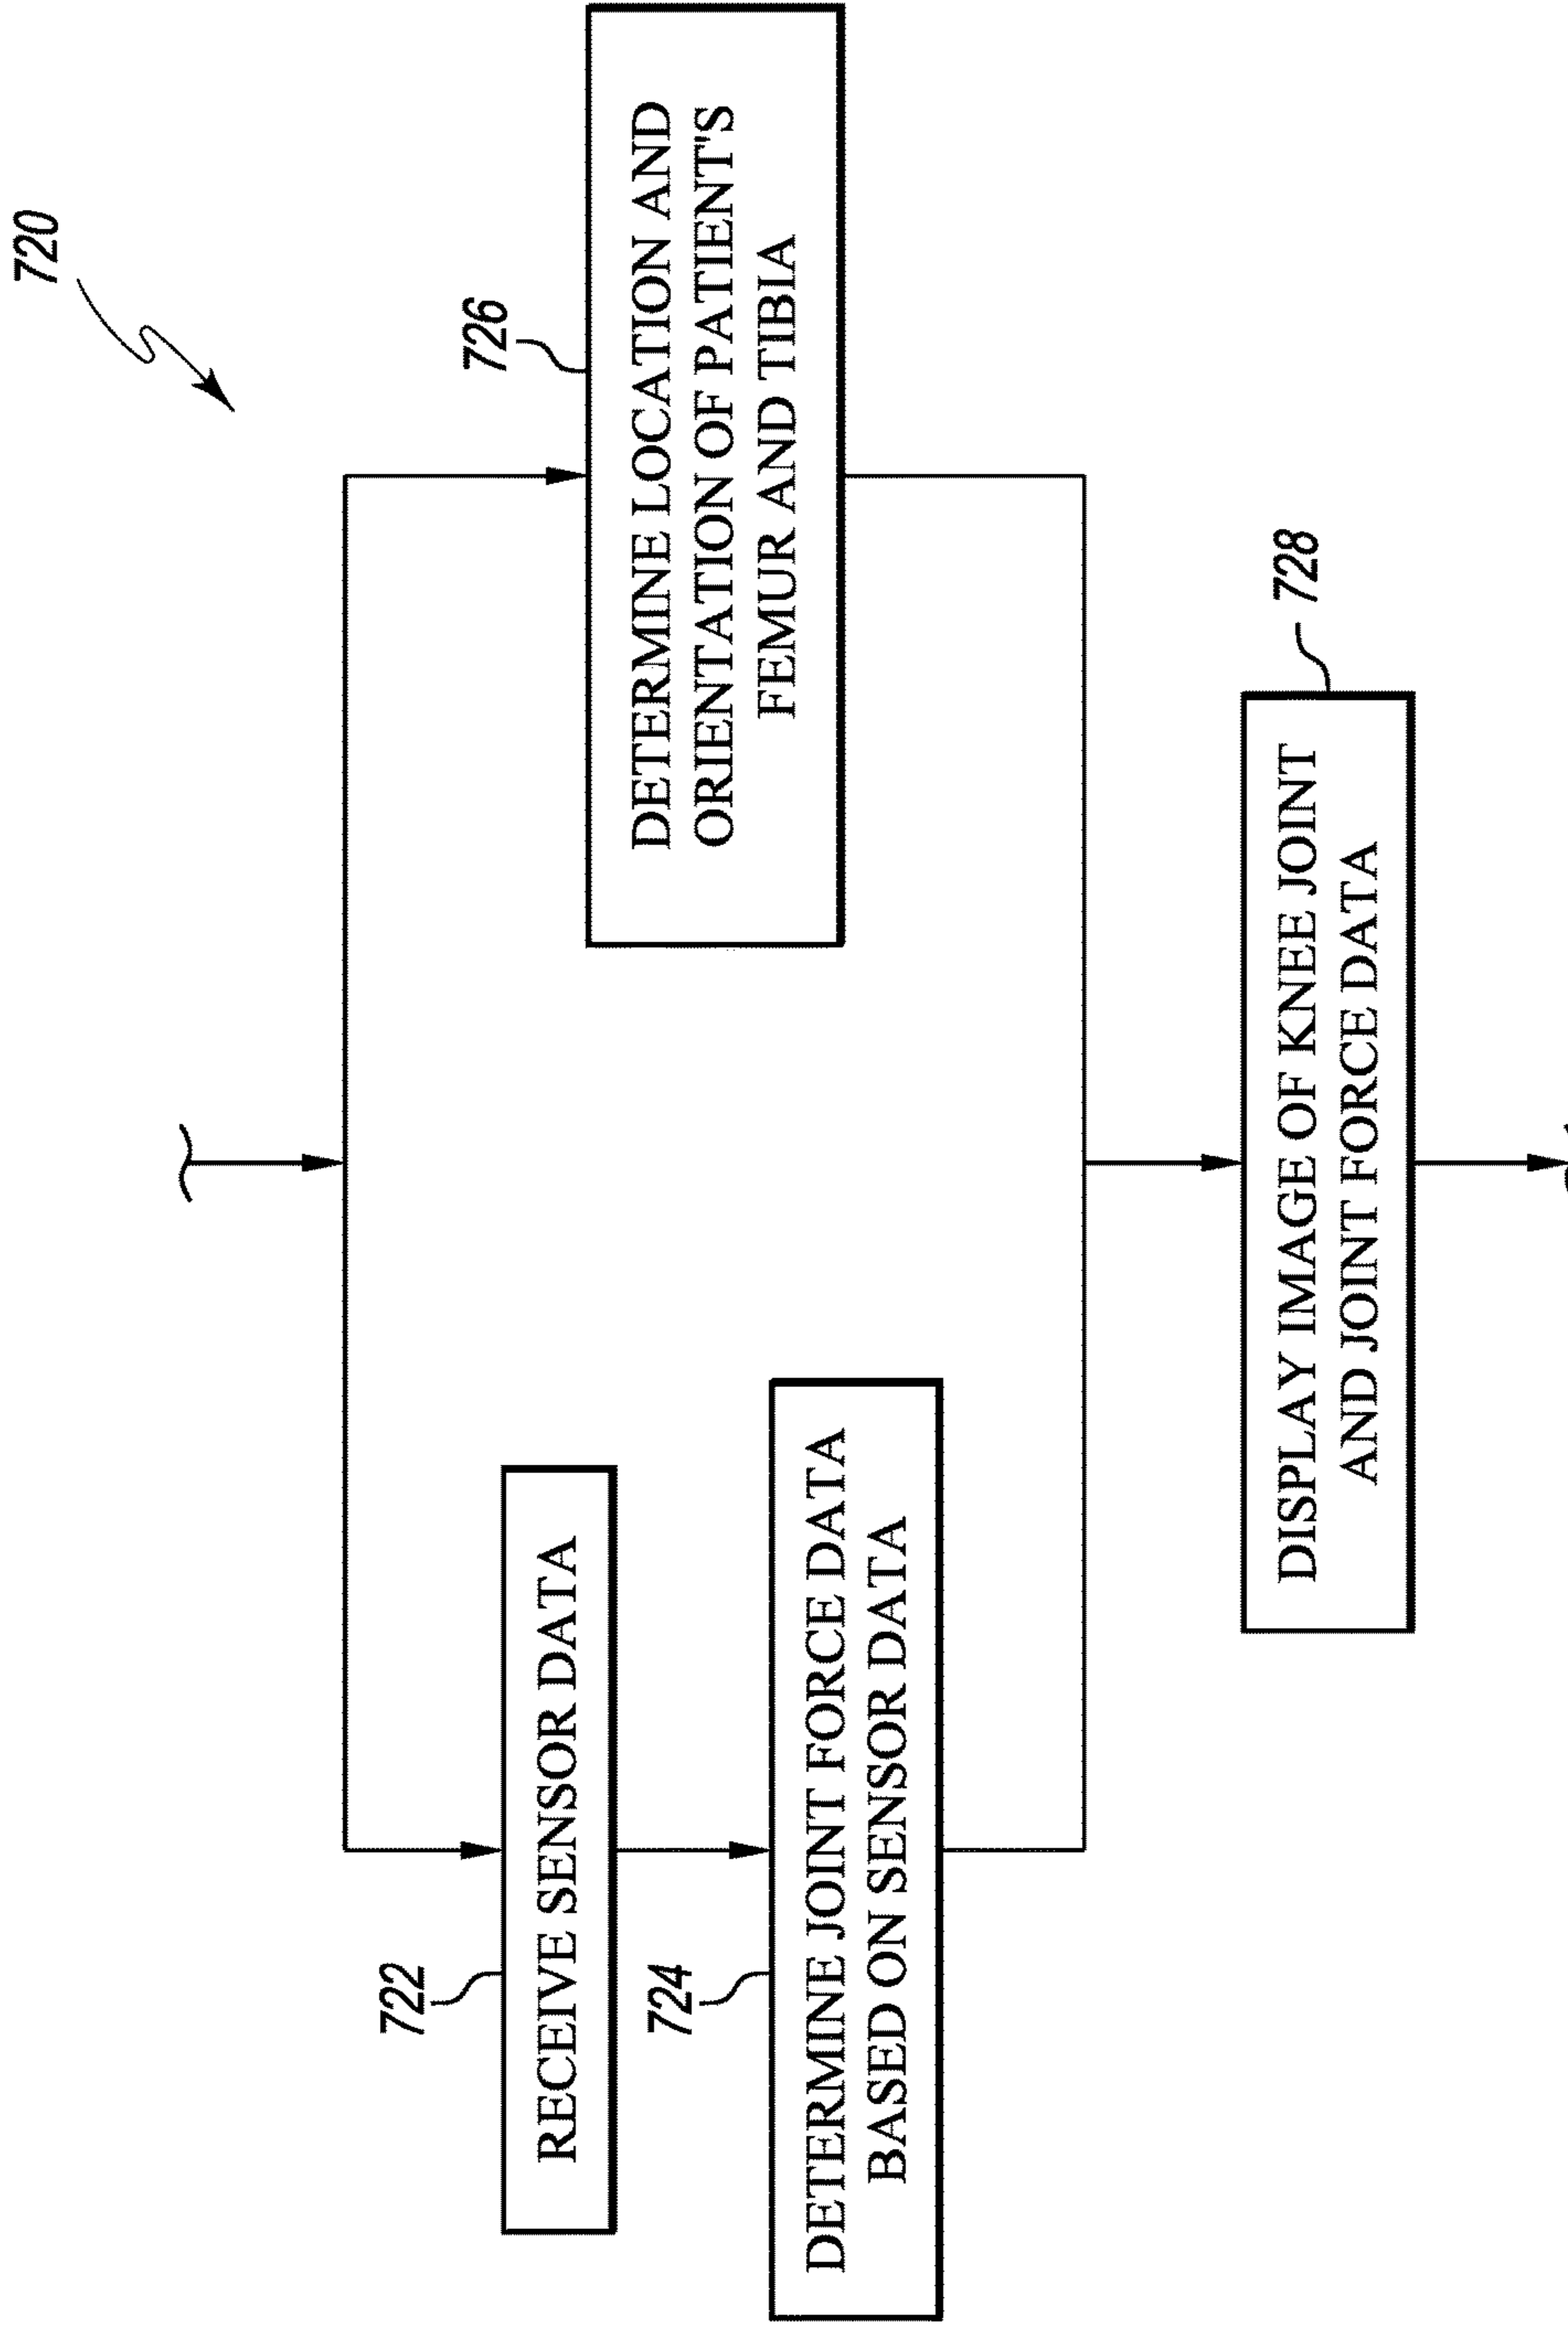 720
722
RECEIVE SENSOR DATA
724
DETERMINE JOINT FORCE DATA
BASED ON SENSOR DATA
726
DETERMINE LOCATION AND
ORIENTATION OF PATIENT'S
FEMUR AND TIBIA
728
DISPLAY IMAGE OF KNEE JOINT
AND JOINT FORCE DATA